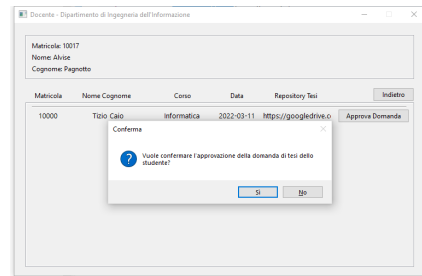 Docente - Dipartimento di Ingegneria dell'Informazione
Matricola: 10017
Nome: Alvise
Cognome: Pagnotto
Matricola Nome Cognome Corso Data Repository Tesi Indietro
10000 Tizio Caio Informatica 2022-03-11 https://googledrive.c Approva Domanda
Conferma
Vuole confermare l'approvazione della domanda di tesi dello
studente?
Sì No